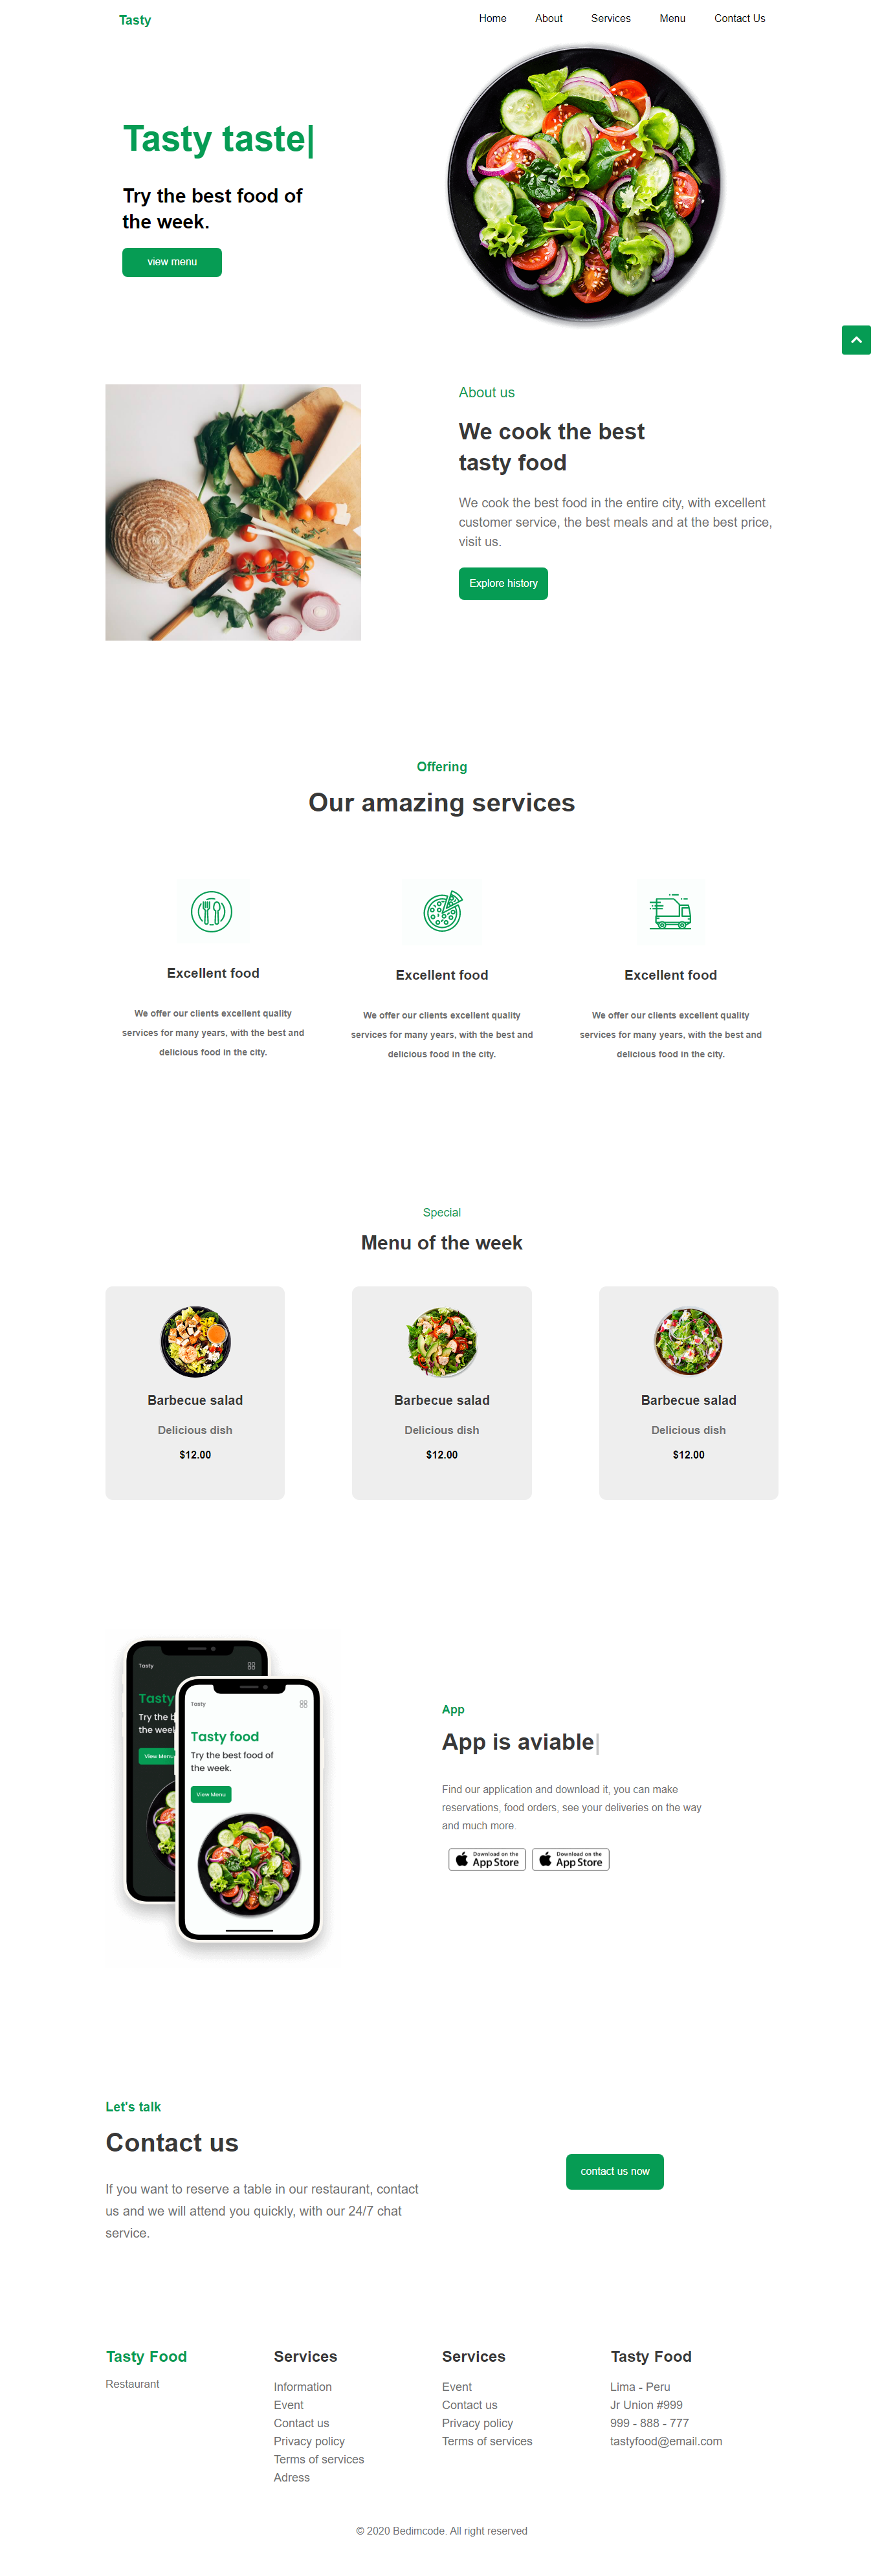 Tasty
Home About Services Menu Contact Us
Tasty taste|
Try the best food of
the week.
view menu
About us
We cook the best
tasty food
We cook the best food in the entire city, with excellent
customer service, the best meals and at the best price,
visit us.
Explore history
Offering
Our amazing services
Excellent food
We offer our clients excellent quality
services for many years, with the best and
delicious food in the city.
Excellent food
We offer our clients excellent quality
services for many years, with the best and
delicious food in the city.
Excellent food
We offer our clients excellent quality
services for many years, with the best and
delicious food in the city.
Special
Menu of the week
Barbecue salad
Delicious dish
$12.00
Barbecue salad
Delicious dish
$12.00
Barbecue salad
Delicious dish
$12.00
Tasty
Tasty
Try the b
the week
View Menu
Tasty
Tasty food
Try the best food of
the week.
View Menu
App
App is aviable|
Find our application and download it, you can make
reservations, food orders, see your deliveries on the way
and much more.
Download on the
App Store
Download on the
App Store
Let's talk
Contact us
If you want to reserve a table in our restaurant, contact
us and we will attend you quickly, with our 24/7 chat
service.
contact us now
Tasty Food
Restaurant
Services
Information
Event
Contact us
Privacy policy
Terms of services
Adress
Services
Event
Contact us
Privacy policy
Terms of services
Tasty Food
Lima - Peru
Jr Union #999
999 - 888 - 777
tastyfood@email.com
© 2020 Bedimcode. All right reserved